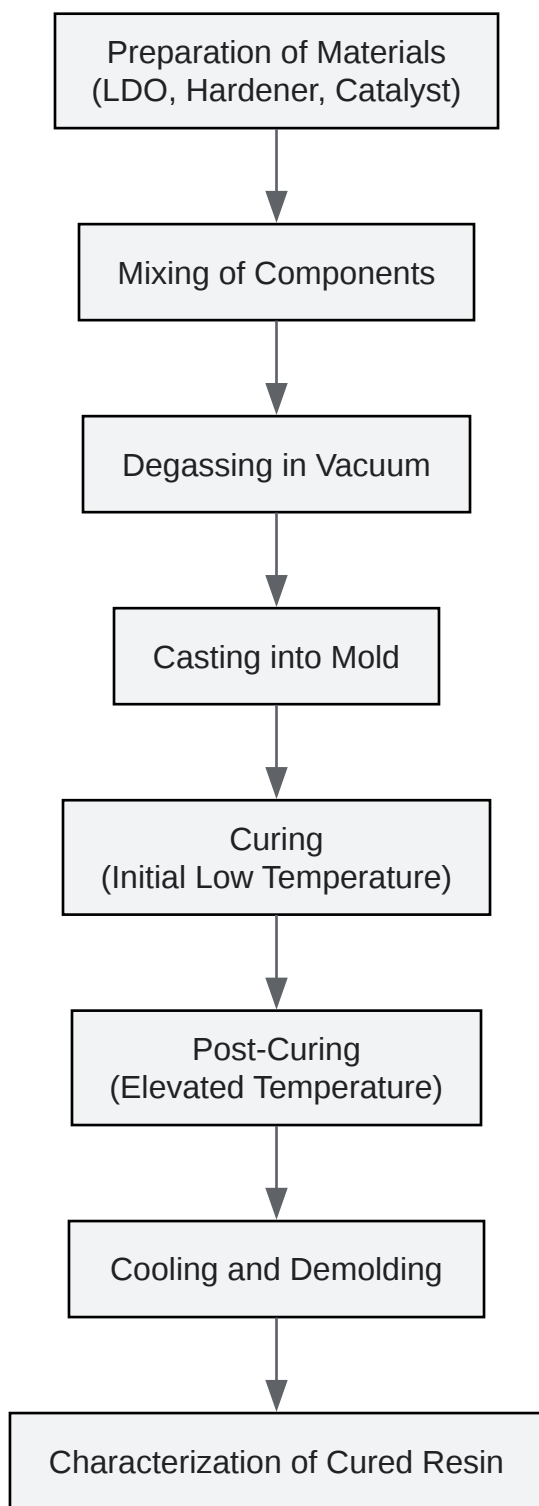 Preparation of Materials
(LDO, Hardener, Catalyst)
Mixing of Components
Degassing in Vacuum
Casting into Mold
Curing
(Initial Low Temperature)
Post-Curing
(Elevated Temperature)
Cooling and Demolding
Characterization of Cured Resin